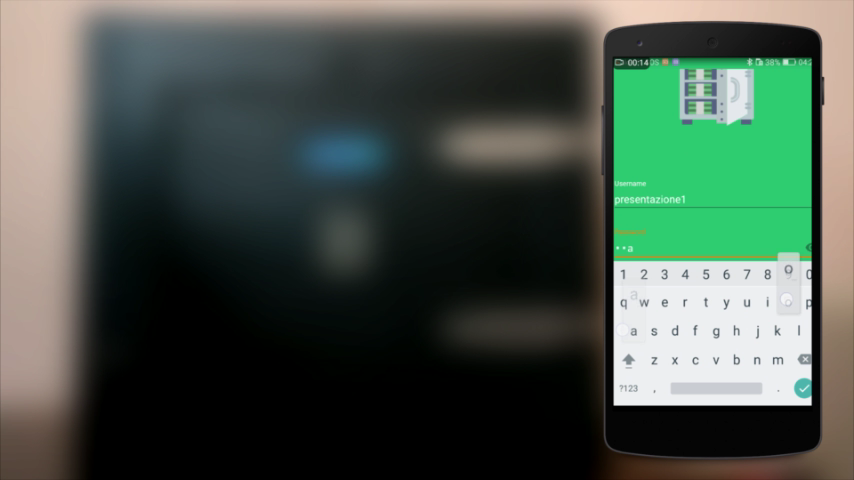 00:14
38%
Username
presentazione1
••a
1 2 3 4 5 6 7 8 9 0
o
a
q w e r t y u i p
a s d f g h j k l
z x c v b n m
?123 , .